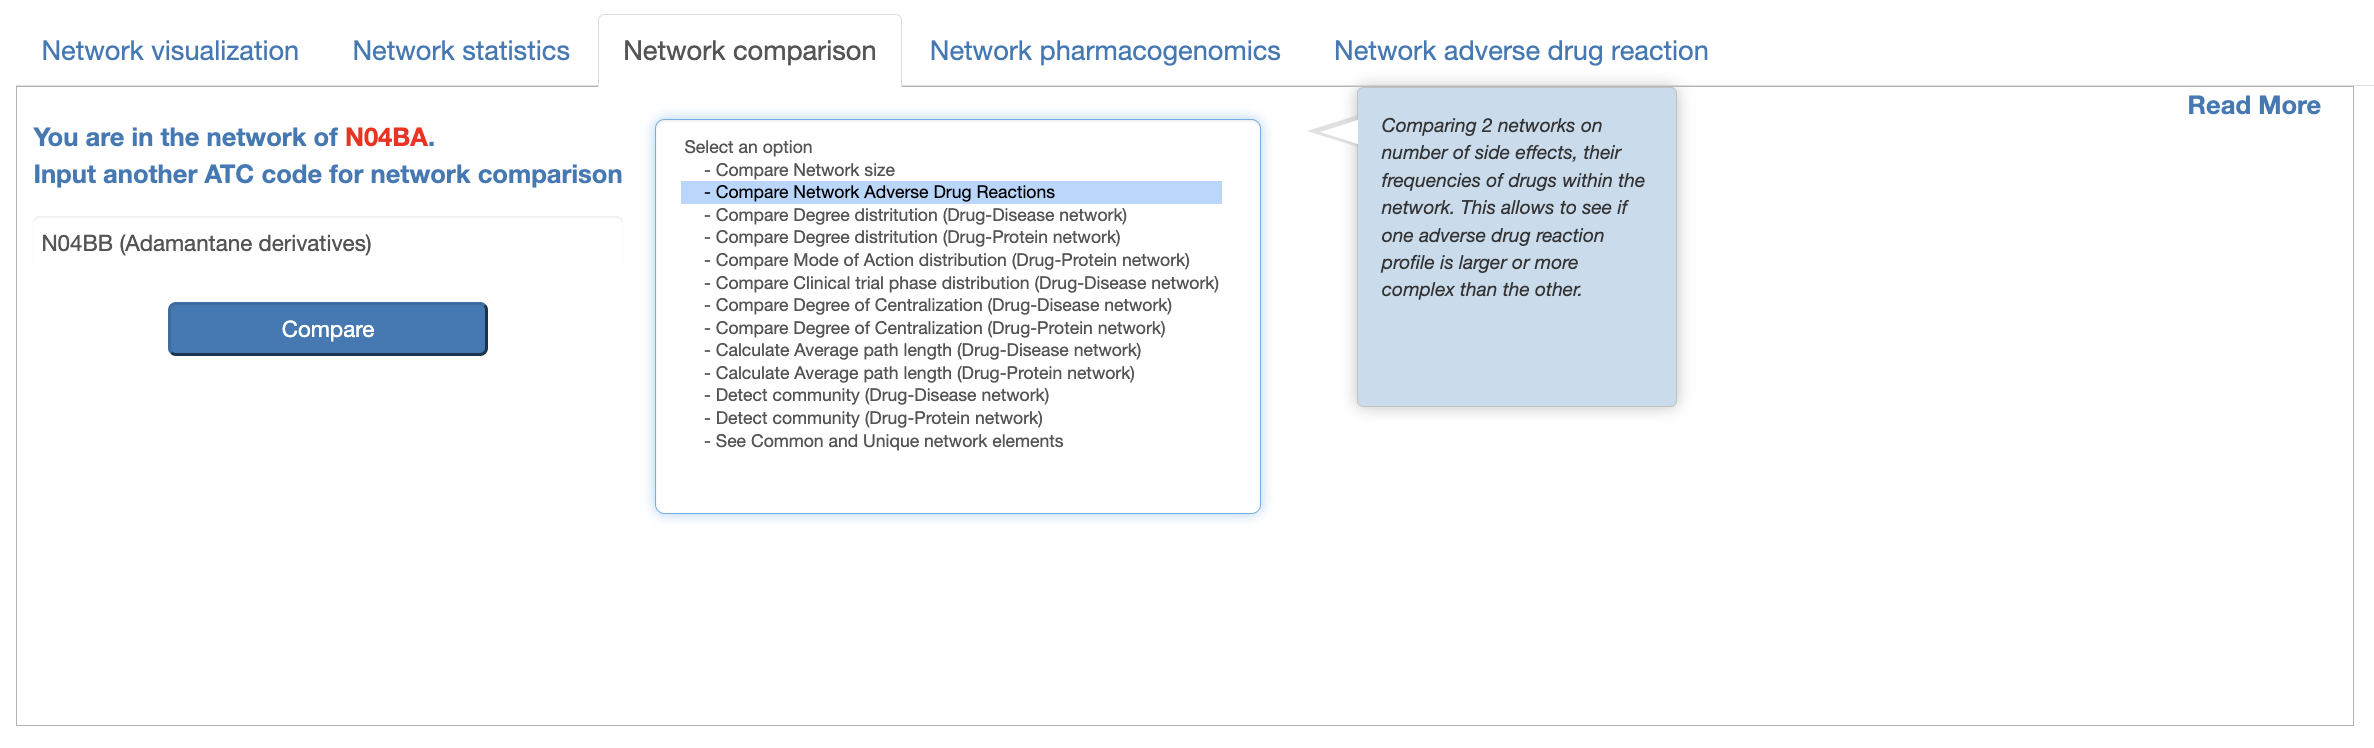 Network visualization
Network statistics
Network comparison
Network pharmacogenomics
Network adverse drug reaction
Read More
You are in the network of N04BA.
Input another ATC code for network comparison
N04BB (Adamantane derivatives)
Compare
Select an option
- Compare Network size
- Compare Network Adverse Drug Reactions
- Compare Degree distritution (Drug-Disease network)
- Compare Degree distritution (Drug-Protein network)
- Compare Mode of Action distribution (Drug-Protein network)
- Compare Clinical trial phase distribution (Drug-Disease network)
- Compare Degree of Centralization (Drug-Disease network)
- Compare Degree of Centralization (Drug-Protein network)
- Calculate Average path length (Drug-Disease network)
- Calculate Average path length (Drug-Protein network)
- Detect community (Drug-Disease network)
- Detect community (Drug-Protein network)
- See Common and Unique network elements
Comparing 2 networks on
number of side effects, their
frequencies of drugs within the
network. This allows to see if
one adverse drug reaction
profile is larger or more
complex than the other.